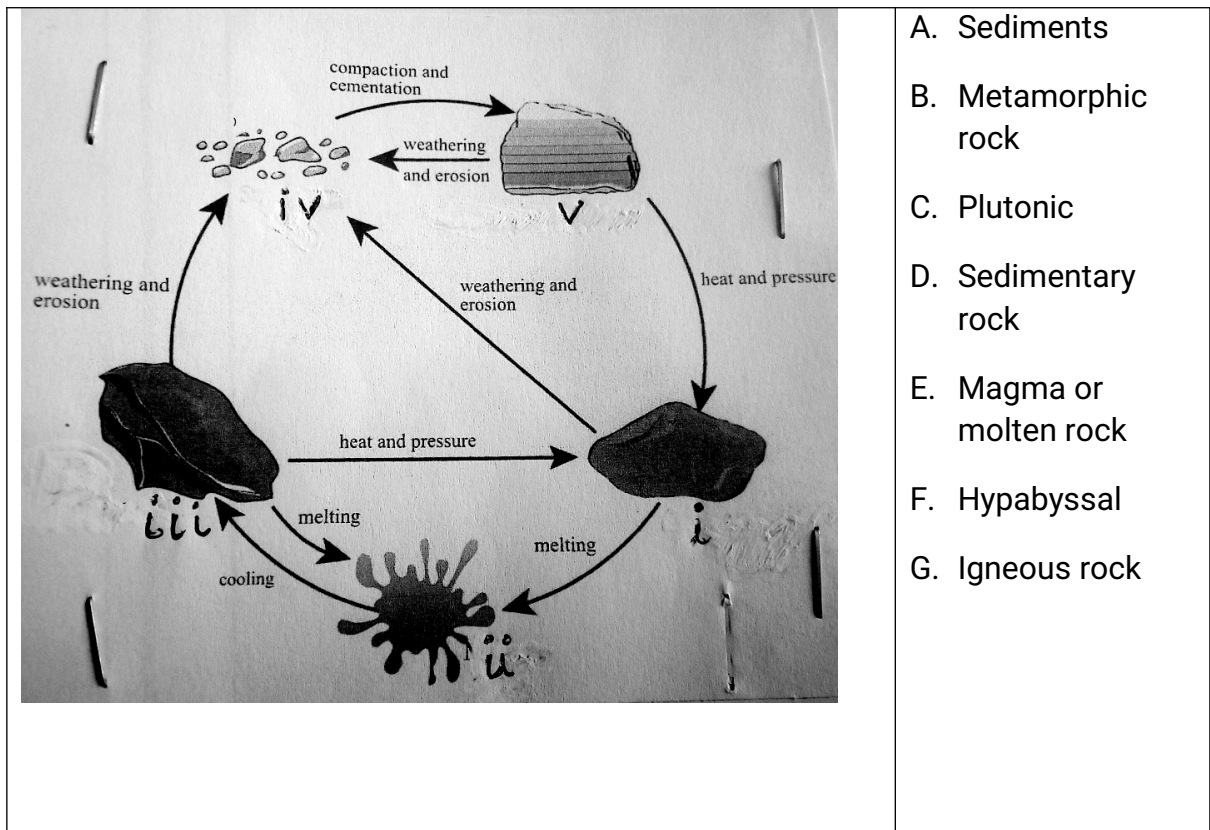 compaction and
cementation
weathering
and erosion
iv
v
weathering and
erosion
weathering and
erosion
heat and pressure
heat and pressure
iii
i
melting
melting
cooling
ii
A. Sediments
B. Metamorphic
rock
C. Plutonic
D. Sedimentary
rock
E. Magma or
molten rock
F. Hypabyssal
G. Igneous rock